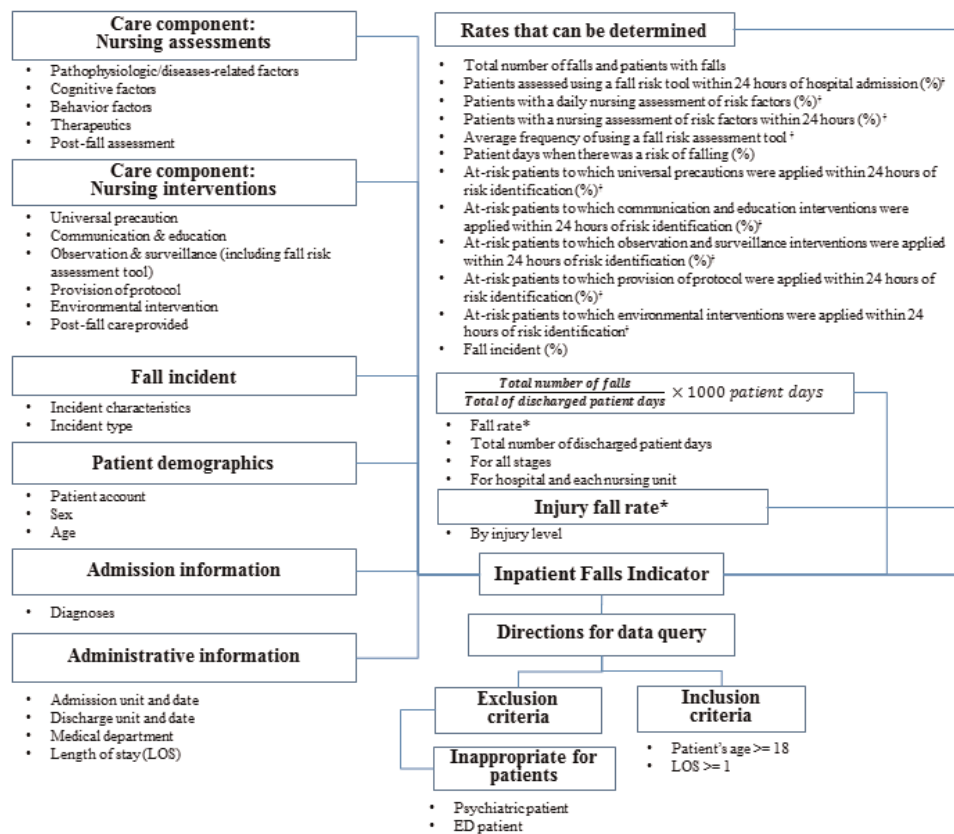 Care component:
Nursing assessments
• Pathophysiologic/diseases-related factors
• Cognitive factors
• Behavior factors
• Therapeutics
• Post-fall assessment
Care component:
Nursing interventions
• Universal precaution
• Communication & education
• Observation & surveillance (including fall risk
assessment tool)
• Provision of protocol
• Environmental intervention
• Post-fall care provided
Fall incident
• Incident characteristics
• Incident type
Patient demographics
• Patient account
• Sex
• Age
Admission information
• Diagnoses
Administrative information
• Admission unit and date
• Discharge unit and date
• Medical department
• Length of stay (LOS)
Rates that can be determined
• Total number of falls and patients with falls
• Patients assessed using a fall risk tool within 24 hours of hospital admission (%)‡
• Patients with a daily nursing assessment of risk factors (%)‡
• Patients with a nursing assessment of risk factors within 24 hours (%)‡
• Average frequency of using a fall risk assessment tool ‡
• Patient days when there was a risk of falling (%)
• At-risk patients to which universal precautions were applied within 24 hours of
risk identification (%)‡
• At-risk patients to which communication and education interventions were
applied within 24 hours of risk identification (%)‡
• At-risk patients to which observation and surveillance interventions were applied
within 24 hours of risk identification (%)‡
• At-risk patients to which provision of protocol were applied within 24 hours of
risk identification (%)‡
• At-risk patients to which environmental interventions were applied within 24
hours of risk identification‡
• Fall incident (%)
Total number of falls
Total of discharged patient days × 1000 patient days
• Fall rate*
• Total number of discharged patient days
• For all stages
• For hospital and each nursing unit
Injury fall rate*
• By injury level
Inpatient Falls Indicator
Directions for data query
Exclusion
criteria
Inappropriate for
patients
• Psychiatric patient
• ED patient
Inclusion
criteria
• Patient's age >= 18
• LOS >= 1